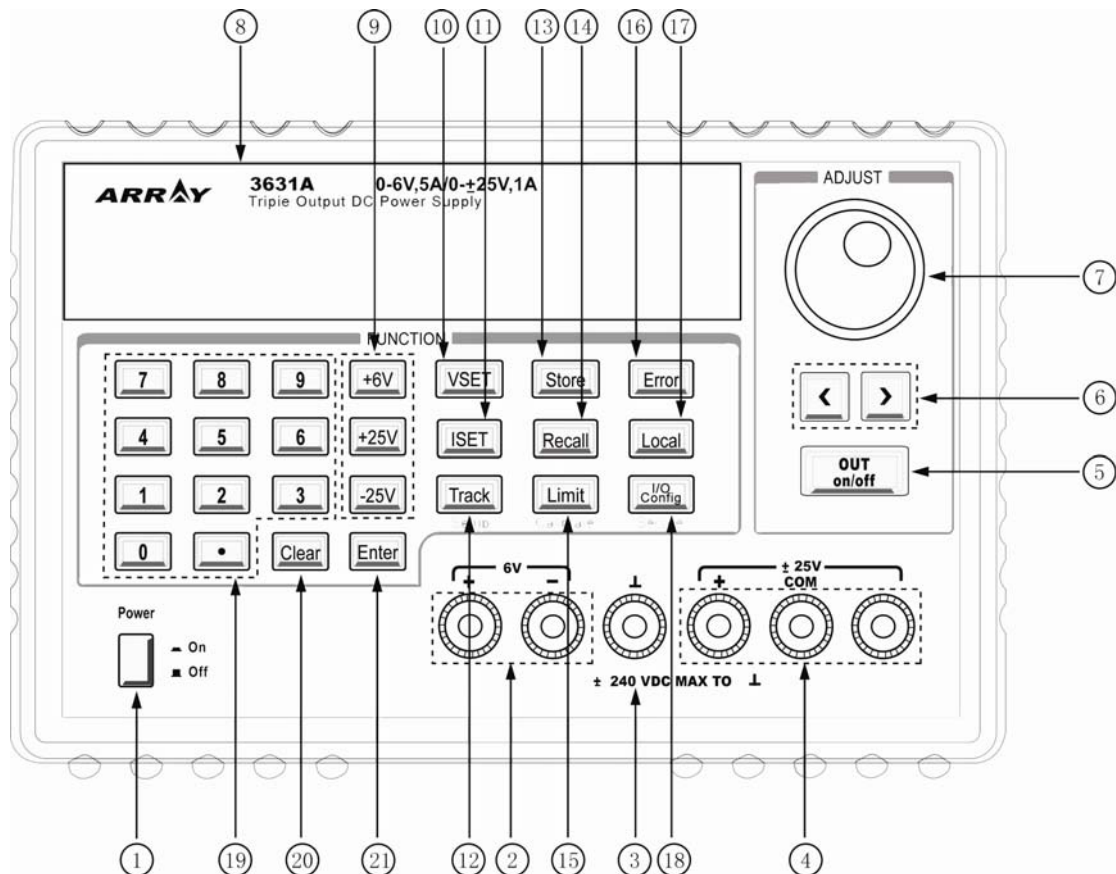 8 9 10 11 13 14 16 17
ARRAY
3631A 0-6V,5A/0-±25V,1A
Tripie Output DC Power Supply
ADJUST
7
FUNCTION
7 8 9 +6V VSET Store Error
< >
6
4 5 6 +25V ISET Recall Local
OUT
on/off
5
1 2 3 -25V Track Limit I/O
Config
0 • Clear Enter
6V
+ −
⊥
± 25V
+ COM
Power
On
Off
± 240 VDC MAX TO ⊥
1 19 20 21 12 2 15 3 18 4